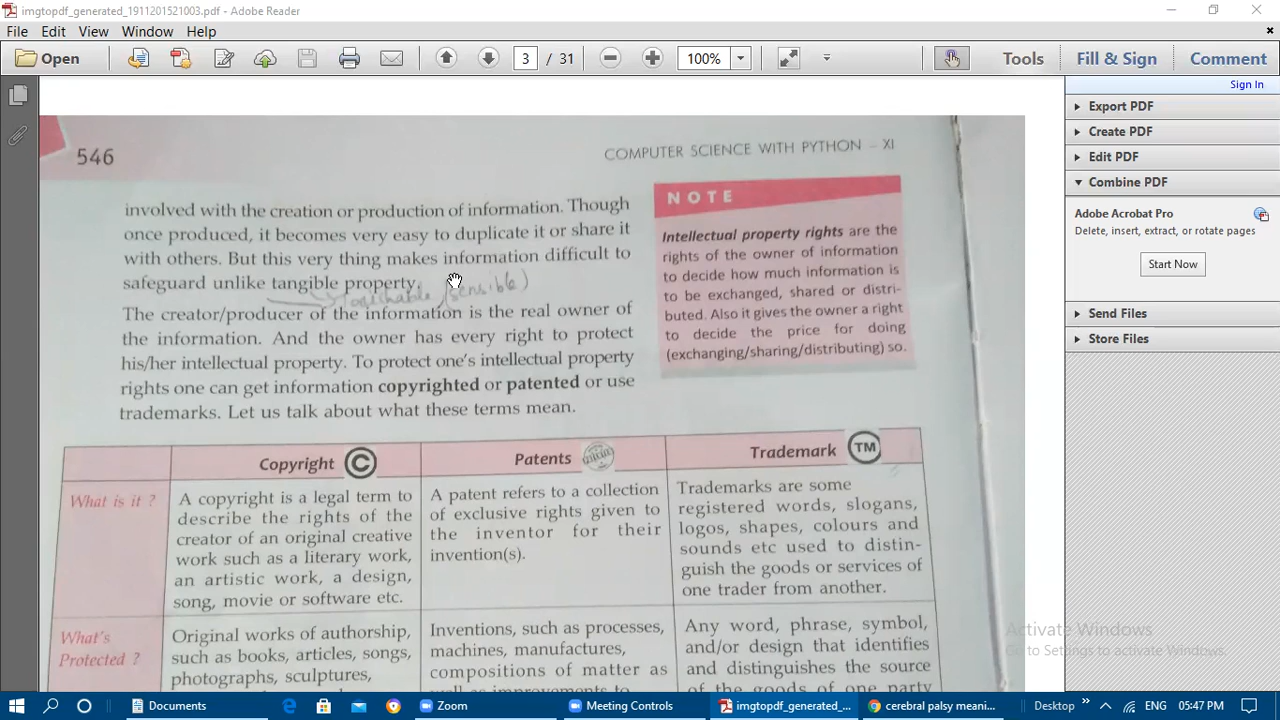 imgtopdf_generated_1911201521003.pdf - Adobe Reader
File Edit View Window Help
Open 3 / 31 100% Tools Fill & Sign Comment
Sign In
Export PDF
Create PDF
Edit PDF
Combine PDF
Adobe Acrobat Pro
Delete, insert, extract, or rotate pages
Start Now
Send Files
Store Files
546
COMPUTER SCIENCE WITH PYTHON – XI
involved with the creation or production of information. Though
once produced, it becomes very easy to duplicate it or share it
with others. But this very thing makes information difficult to
safeguard unlike tangible property.
(sensible)
The creator/producer of the information is the real owner of
the information. And the owner has every right to protect
his/her intellectual property. To protect one's intellectual property
rights one can get information copyrighted or patented or use
trademarks. Let us talk about what these terms mean.
NOTE
Intellectual property rights are the
rights of the owner of information
to decide how much information is
to be exchanged, shared or distri-
buted. Also it gives the owner a right
to decide the price for doing
(exchanging/sharing/distributing) so.
Copyright ©
Patents
Trademark TM
What is it ?
A copyright is a legal term to
describe the rights of the
creator of an original creative
work such as a literary work,
an artistic work, a design,
song, movie or software etc.
A patent refers to a collection
of exclusive rights given to
the inventor for their
invention(s).
Trademarks are some
registered words, slogans,
logos, shapes, colours and
sounds etc used to distin-
guish the goods or services of
one trader from another.
What's
Protected ?
Original works of authorship,
such as books, articles, songs,
photographs, sculptures,
Inventions, such as processes,
machines, manufactures,
compositions of matter as
well as improvements to
Any word, phrase, symbol,
and/or design that identifies
and distinguishes the source
of the goods of one party
Activate Windows
Go to Settings to activate Windows.
Documents Zoom Meeting Controls imgtopdf_generated_... cerebral palsy meani... Desktop ENG 05:47 PM